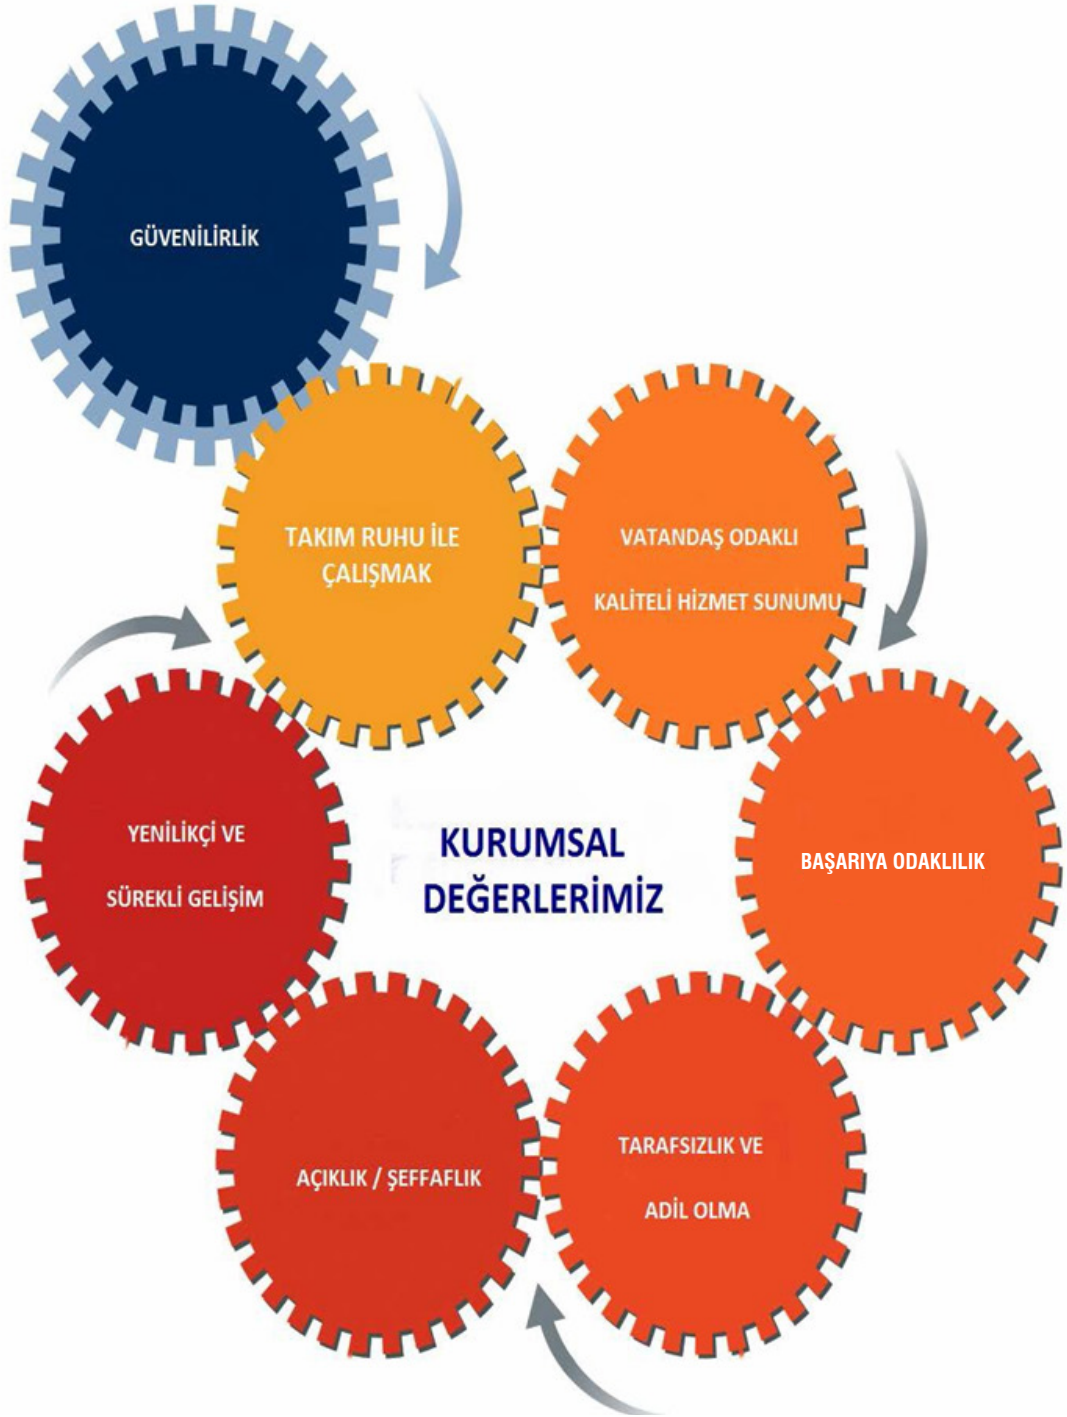 GÜVENİLİRLİK
TAKIM RUHU İLE
ÇALIŞMAK
VATANDAŞ ODAKLI
KALİTELİ HİZMET SUNUMU
YENİLİKÇİ VE
SÜREKLİ GELİŞİM
KURUMSAL
DEĞERLERİMİZ
BAŞARIYA ODAKLILIK
AÇIKLIK / ŞEFFAFLIK
TARAFSIZLIK VE
ADİL OLMA